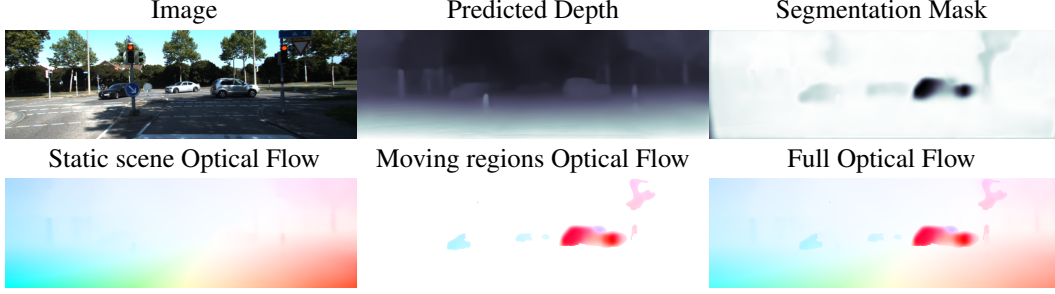 Image Predicted Depth Segmentation Mask
Static scene Optical Flow Moving regions Optical Flow Full Optical Flow